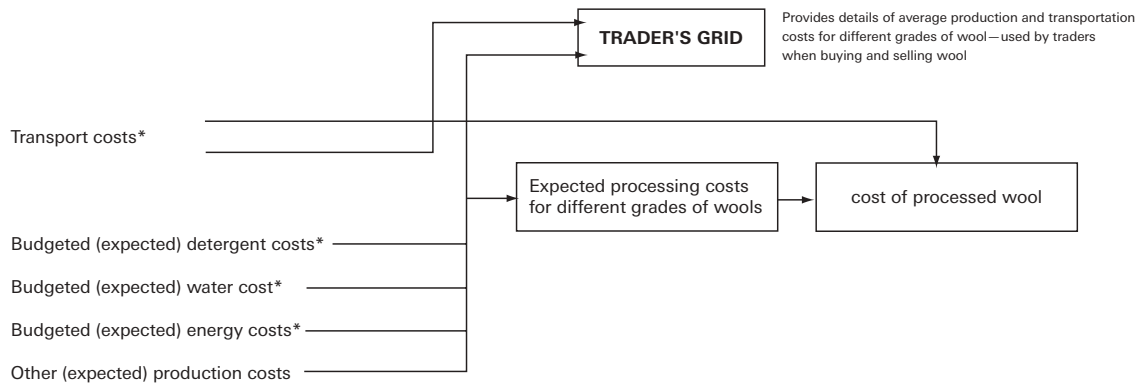 TRADER'S GRID
Provides details of average production and transportation
costs for different grades of wool—used by traders
when buying and selling wool
Transport costs*
Expected processing costs
for different grades of wools
cost of processed wool
Budgeted (expected) detergent costs*
Budgeted (expected) water cost*
Budgeted (expected) energy costs*
Other (expected) production costs